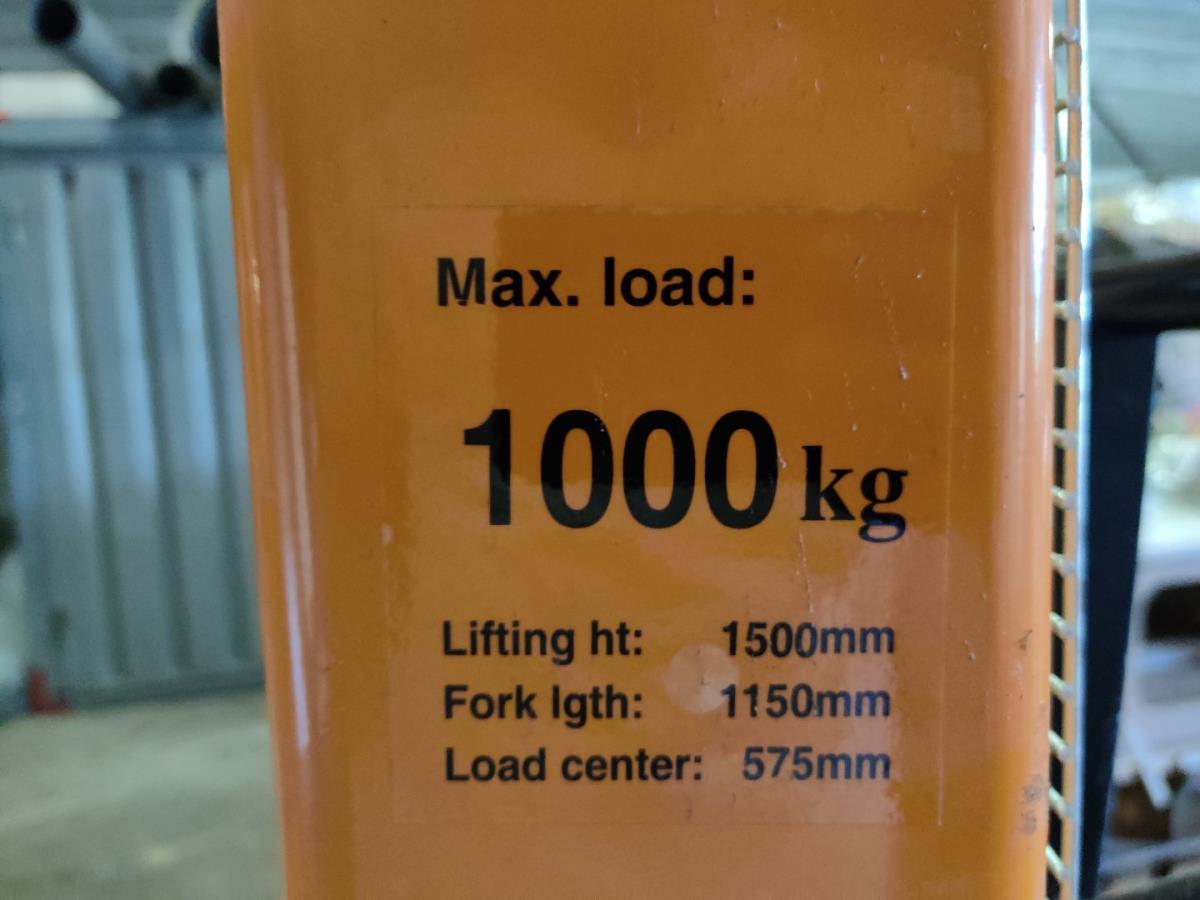 Max. load:
1000 kg
Lifting ht: 1500mm
Fork lgth: 1150mm
Load center: 575mm